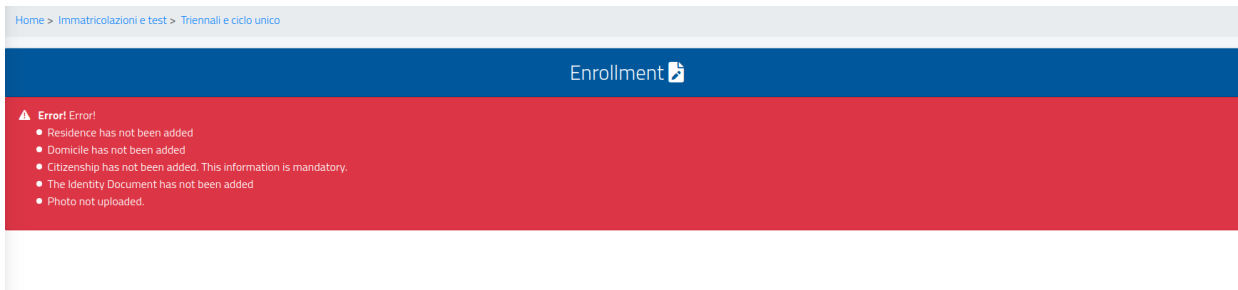 Home > Immatricolazioni e test > Triennali e ciclo unico
Enrollment
Error! Error!
Residence has not been added
Domicile has not been added
Citizenship has not been added. This information is mandatory.
The Identity Document has not been added
Photo not uploaded.